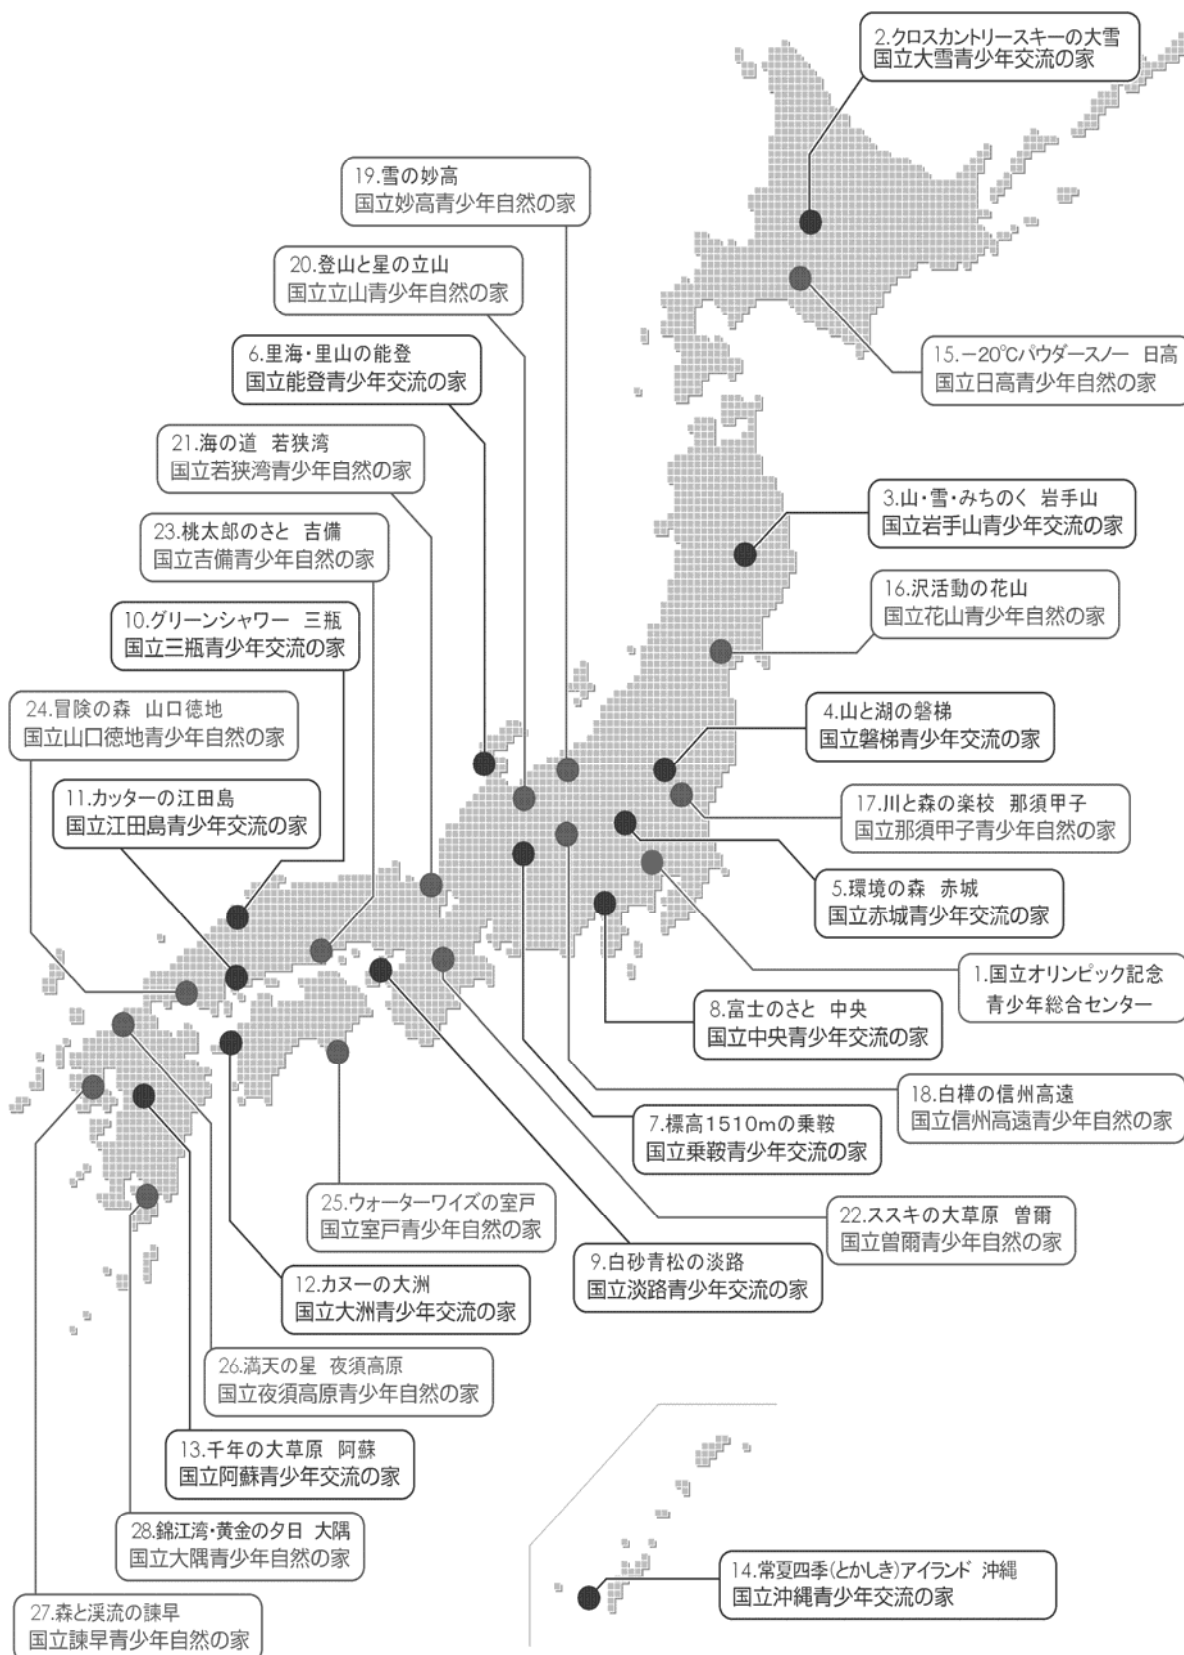 2.クロスカントリースキーの大雪
国立大雪青少年交流の家
19.雪の妙高
国立妙高青少年自然の家
20.登山と星の立山
国立立山青少年自然の家
6.里海・里山の能登
国立能登青少年交流の家
15.－20℃パウダースノー 日高
国立日高青少年自然の家
21.海の道 若狭湾
国立若狭湾青少年自然の家
3.山・雪・みちのく 岩手山
国立岩手山青少年交流の家
23.桃太郎のさと 吉備
国立吉備青少年自然の家
16.沢活動の花山
国立花山青少年自然の家
10.グリーンシャワー 三瓶
国立三瓶青少年交流の家
24.冒険の森 山口徳地
国立山口徳地青少年自然の家
4.山と湖の磐梯
国立磐梯青少年交流の家
11.カッターの江田島
国立江田島青少年交流の家
17.川と森の楽校 那須甲子
国立那須甲子青少年自然の家
5.環境の森 赤城
国立赤城青少年交流の家
1.国立オリンピック記念
青少年総合センター
8.富士のさと 中央
国立中央青少年交流の家
18.白樺の信州高遠
国立信州高遠青少年自然の家
7.標高1510mの乗鞍
国立乗鞍青少年交流の家
25.ウォーターワイズの室戸
国立室戸青少年自然の家
22.ススキの大草原 曽爾
国立曽爾青少年自然の家
9.白砂青松の淡路
国立淡路青少年交流の家
12.カヌーの大洲
国立大洲青少年交流の家
26.満天の星 夜須高原
国立夜須高原青少年自然の家
13.千年の大草原 阿蘇
国立阿蘇青少年交流の家
28.錦江湾・黄金の夕日 大隅
国立大隅青少年自然の家
14.常夏四季(とかしき)アイランド 沖縄
国立沖縄青少年交流の家
27.森と渓流の諫早
国立諫早青少年自然の家